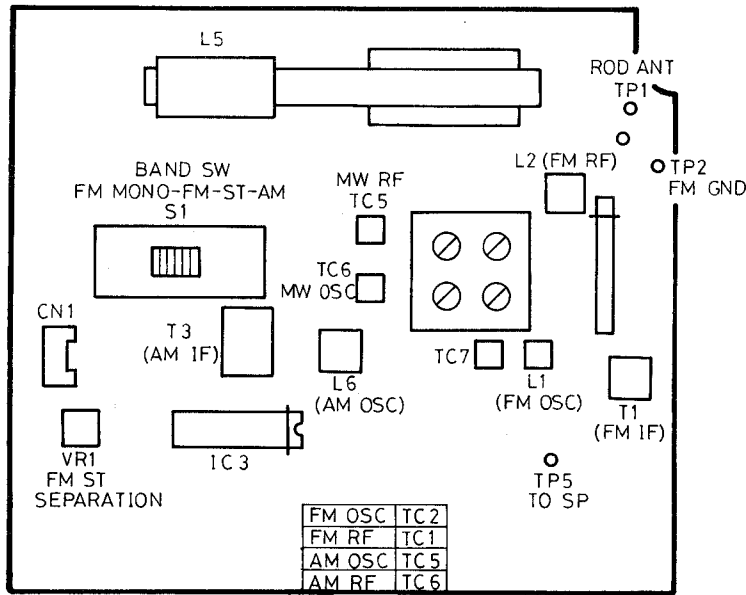 L5
ROD ANT
TP1
L2 (FM RF)
TP2
FM GND
BAND SW
FM MONO-FM-ST-AM
S1
MW RF
TC5
TC6
MW OSC
CN1
T3
(AM IF)
L6
(AM OSC)
TC7
L1
(FM OSC)
T1
(FM IF)
VR1
FM ST
SEPARATION
IC3
TP5
TO SP
FM OSC TC2
FM RF TC1
AM OSC TC5
AM RF TC6